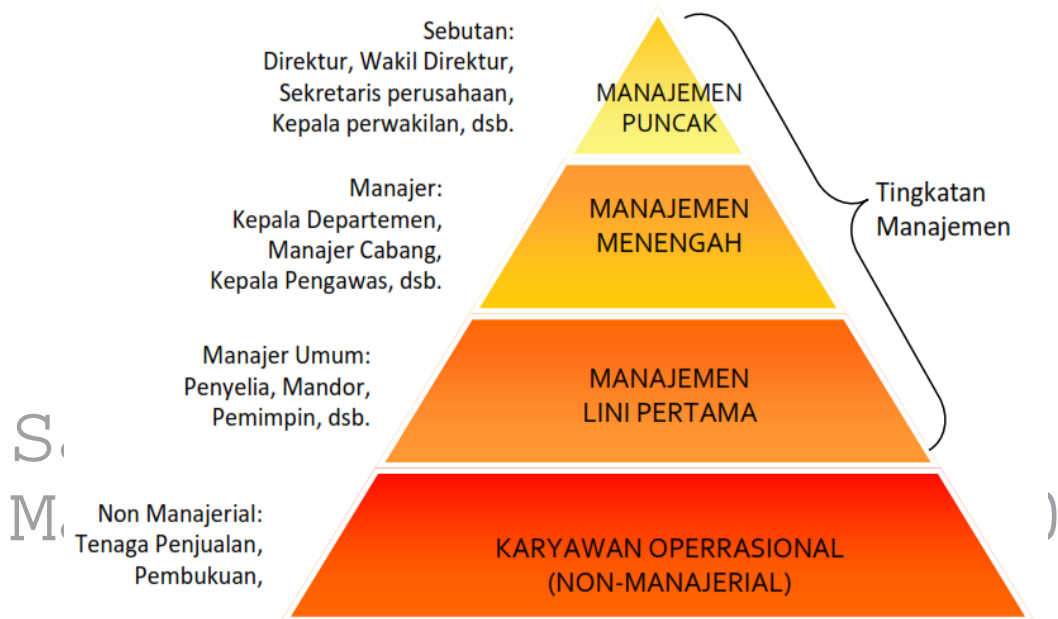 Sebutan:
Direktur, Wakil Direktur,
Sekretaris perusahaan,
Kepala perwakilan, dsb.
MANAJEMEN
PUNCAK
Manajer:
Kepala Departemen,
Manajer Cabang,
Kepala Pengawas, dsb.
MANAJEMEN
MENENGAH
Tingkatan
Manajemen
Manajer Umum:
Penyelia, Mandor,
Pemimpin, dsb.
MANAJEMEN
LINI PERTAMA
Non Manajerial:
Tenaga Penjualan,
Pembukuan,
KARYAWAN OPERRASIONAL
(NON-MANAJERIAL)